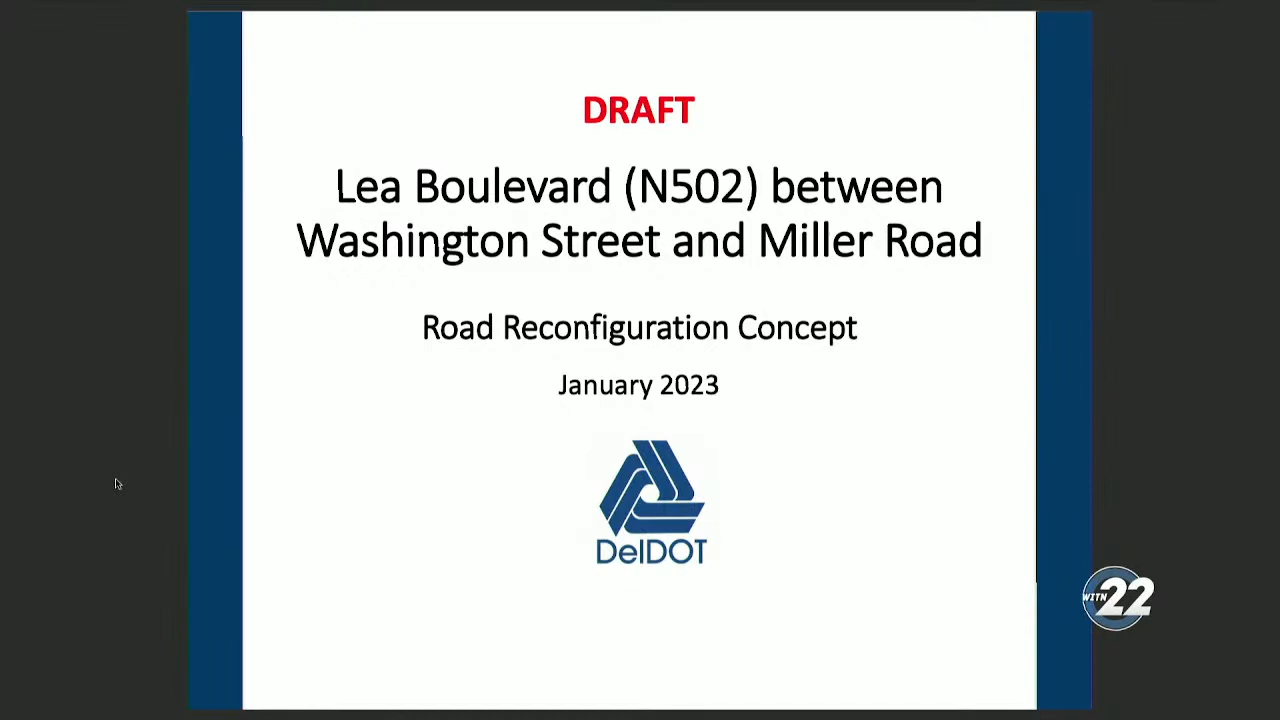 DRAFT
Lea Boulevard (N502) between
Washington Street and Miller Road
Road Reconfiguration Concept
January 2023
DelDOT
WITN 22